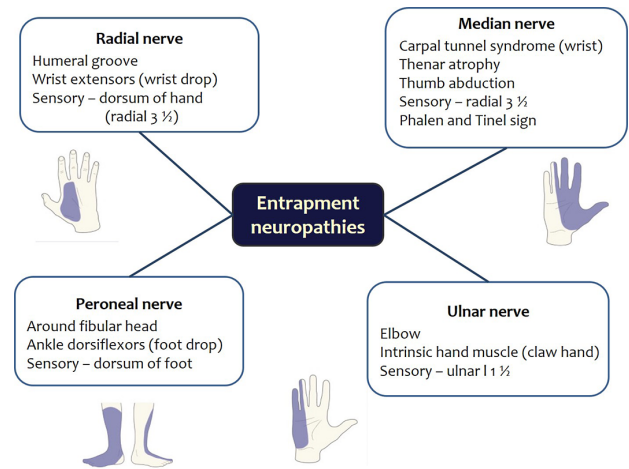 Radial nerve
Humeral groove
Wrist extensors (wrist drop)
Sensory – dorsum of hand
(radial 3 ½)
Median nerve
Carpal tunnel syndrome (wrist)
Thenar atrophy
Thumb abduction
Sensory – radial 3 ½
Phalen and Tinel sign
Entrapment
neuropathies
Peroneal nerve
Around fibular head
Ankle dorsiflexors (foot drop)
Sensory – dorsum of foot
Ulnar nerve
Elbow
Intrinsic hand muscle (claw hand)
Sensory – ulnar l 1 ½